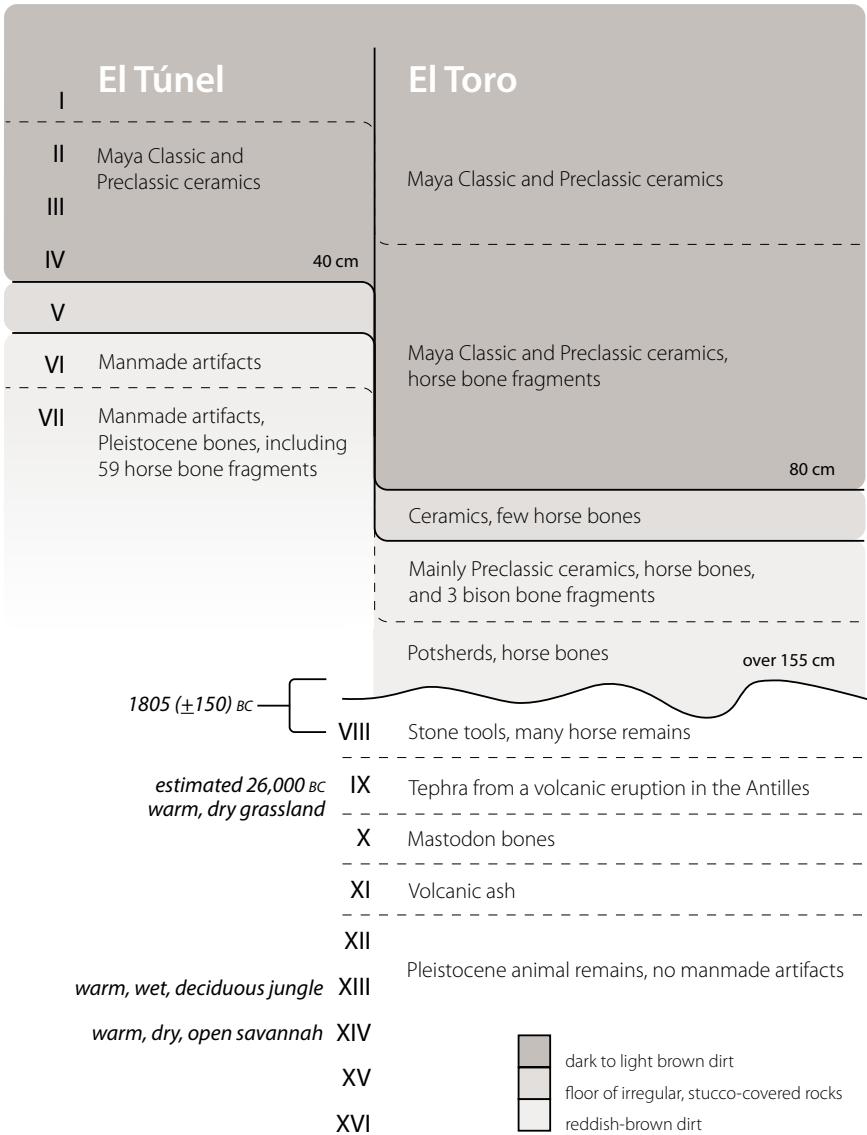 El Túnel
El Toro
I
II
Maya Classic and
Preclassic ceramics
Maya Classic and Preclassic ceramics
III
IV
40 cm
V
VI
Manmade artifacts
Maya Classic and Preclassic ceramics,
horse bone fragments
VII
Manmade artifacts,
Pleistocene bones, including
59 horse bone fragments
80 cm
Ceramics, few horse bones
Mainly Preclassic ceramics, horse bones,
and 3 bison bone fragments
Potsherds, horse bones
over 155 cm
1805 (±150) BC
VIII
Stone tools, many horse remains
estimated 26,000 BC
warm, dry grassland
IX
Tephra from a volcanic eruption in the Antilles
X
Mastodon bones
XI
Volcanic ash
XII
Pleistocene animal remains, no manmade artifacts
warm, wet, deciduous jungle
XIII
warm, dry, open savannah
XIV
XV
XVI
dark to light brown dirt
floor of irregular, stucco-covered rocks
reddish-brown dirt